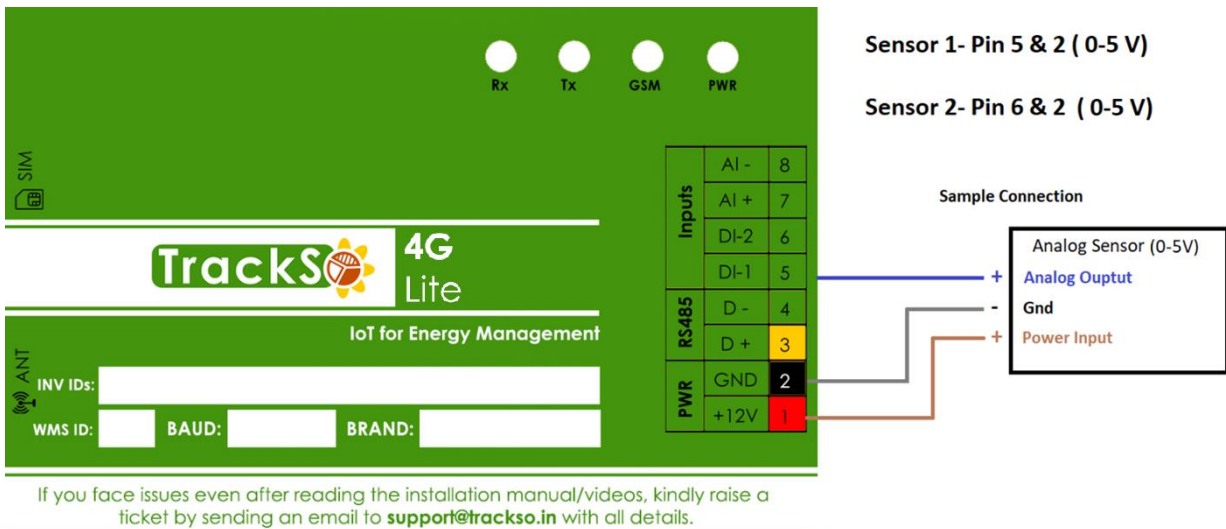 Rx Tx GSM PWR
SIM
TrackSo
4G
Lite
IoT for Energy Management
ANT
INV IDs:
WMS ID: BAUD: BRAND:
Inputs
AI - 8
AI + 7
DI-2 6
DI-1 5
RS485
D - 4
D + 3
PWR
GND 2
+12V 1
Sensor 1- Pin 5 & 2 ( 0-5 V)
Sensor 2- Pin 6 & 2 ( 0-5 V)
Sample Connection
Analog Sensor (0-5V)
+ Analog Ouptut
- Gnd
+ Power Input
If you face issues even after reading the installation manual/videos, kindly raise a
ticket by sending an email to support@trackso.in with all details.